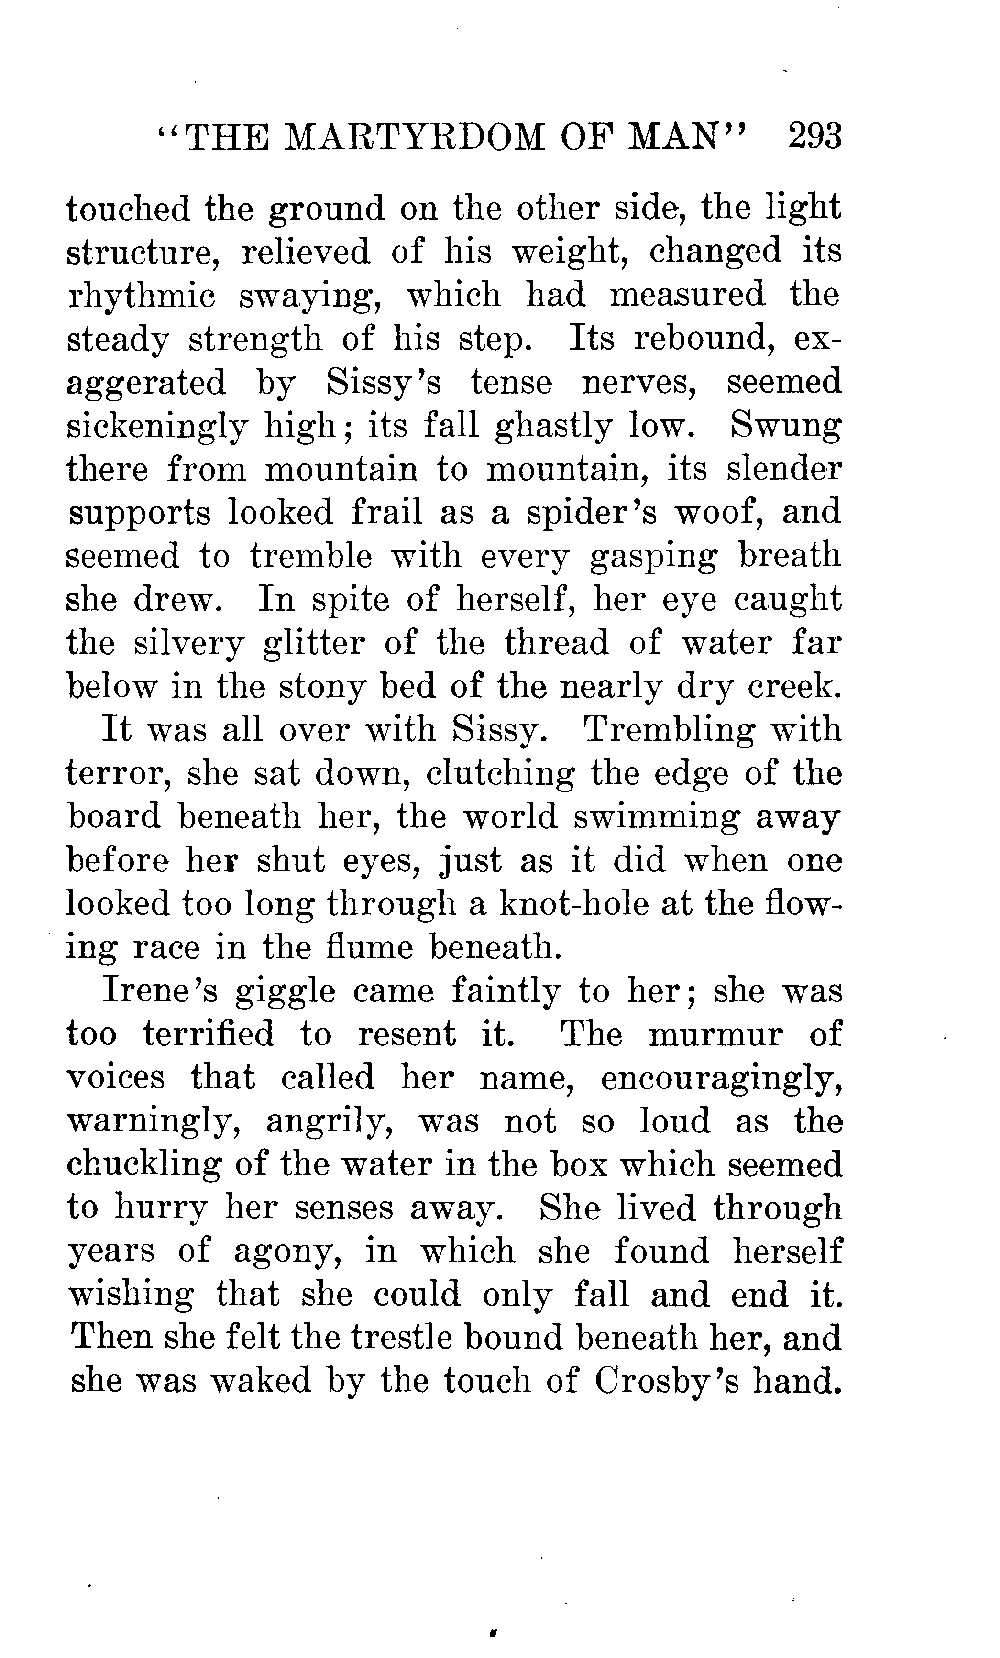 "THE MARTYRDOM OF MAN" 293
touched the ground on the other side, the light
structure, relieved of his weight, changed its
rhythmic swaying, which had measured the
steady strength of his step. Its rebound, ex-
aggerated by Sissy's tense nerves, seemed
sickeningly high; its fall ghastly low. Swung
there from mountain to mountain, its slender
supports looked frail as a spider's woof, and
seemed to tremble with every gasping breath
she drew. In spite of herself, her eye caught
the silvery glitter of the thread of water far
below in the stony bed of the nearly dry creek.
It was all over with Sissy. Trembling with
terror, she sat down, clutching the edge of the
board beneath her, the world swimming away
before her shut eyes, just as it did when one
looked too long through a knot-hole at the flow-
ing race in the flume beneath.
Irene's giggle came faintly to her; she was
too terrified to resent it. The murmur of
voices that called her name, encouragingly,
warningly, angrily, was not so loud as the
chuckling of the water in the box which seemed
to hurry her senses away. She lived through
years of agony, in which she found herself
wishing that she could only fall and end it.
Then she felt the trestle bound beneath her, and
she was waked by the touch of Crosby's hand.